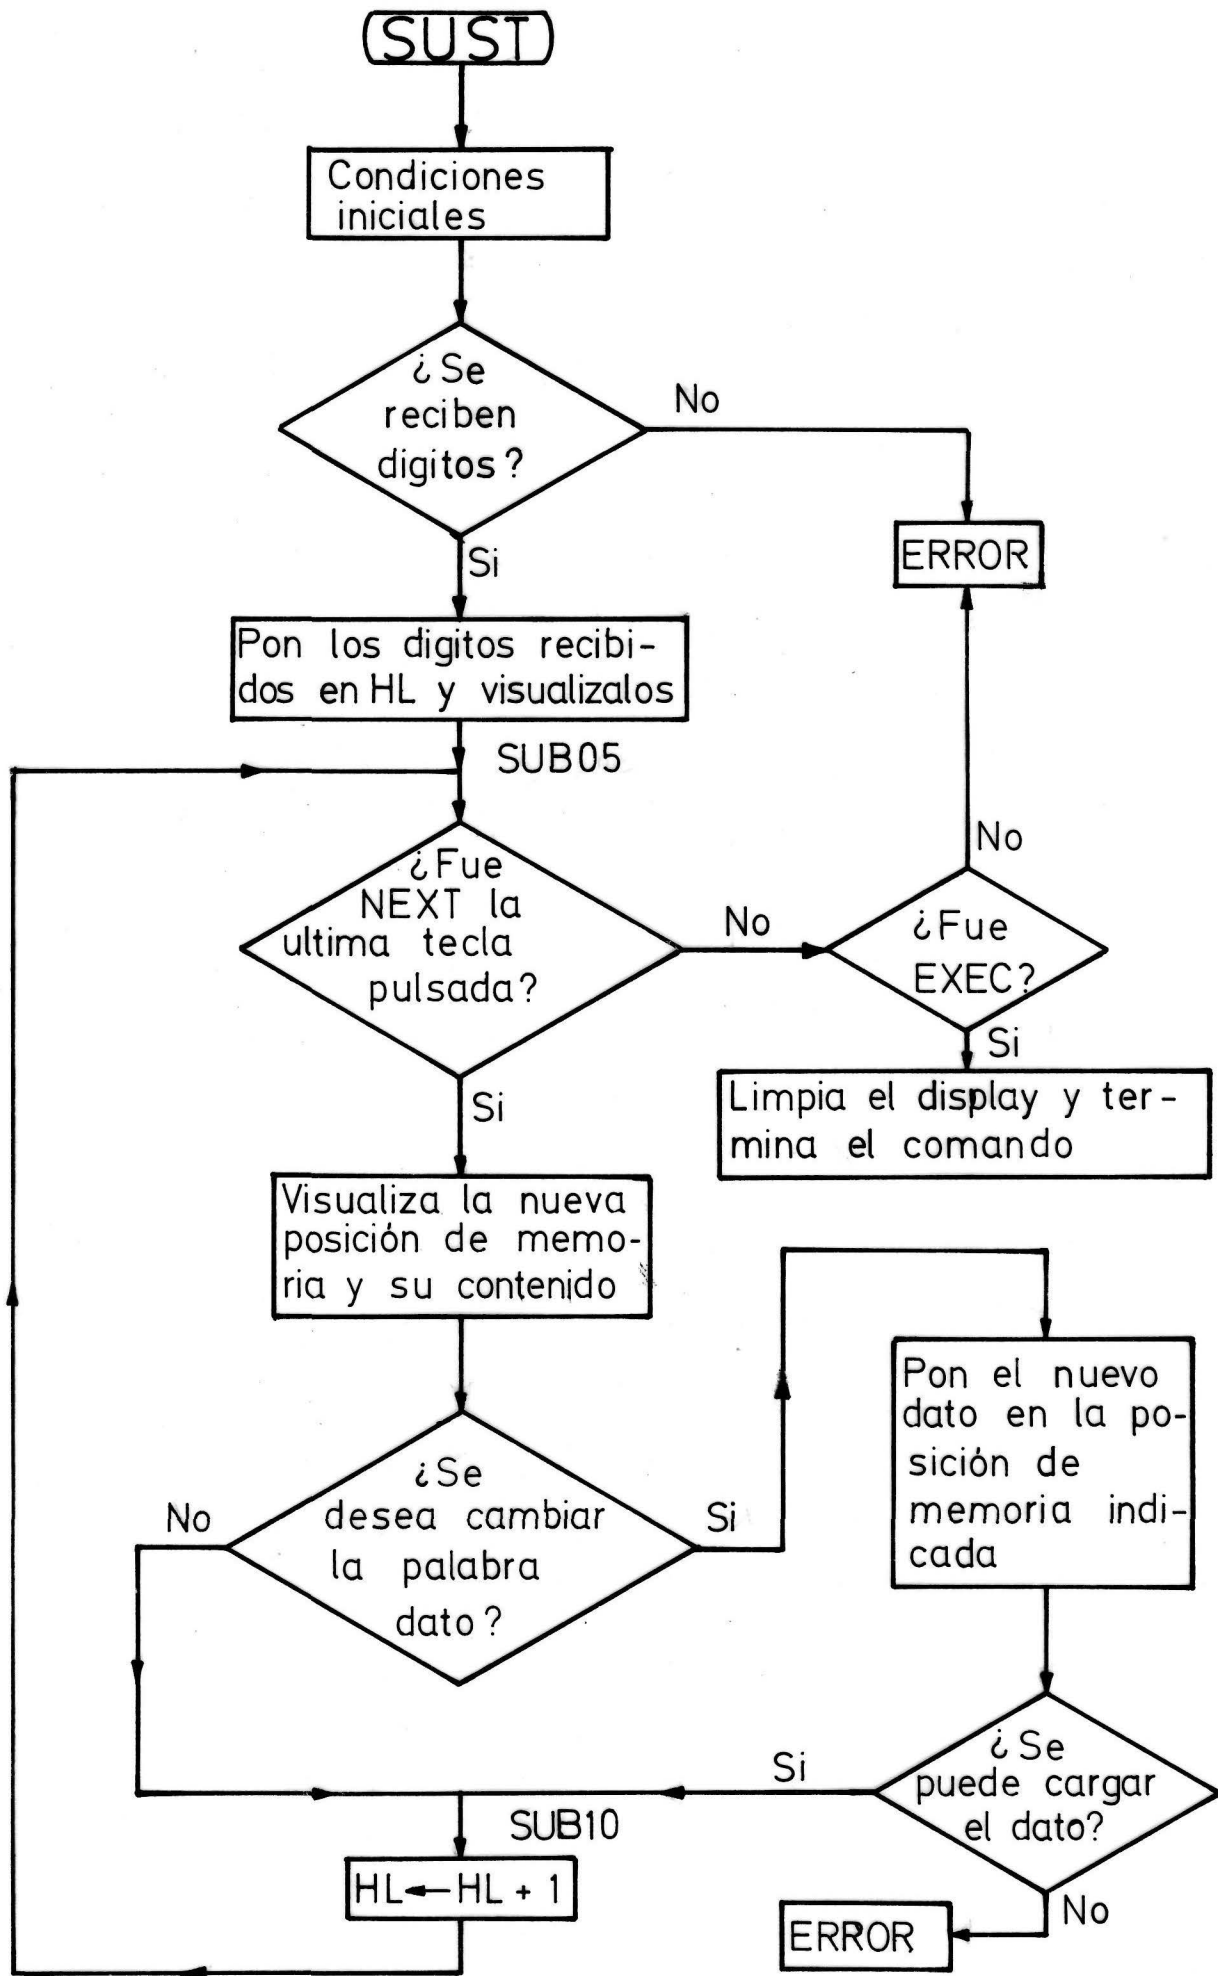 SUST
Condiciones
iniciales
¿Se
reciben
digitos?
No
ERROR
Si
Pon los digitos recibi-
dos en HL y visualizalos
SUB05
¿Fue
NEXT la
ultima tecla
pulsada?
No
No
¿Fue
EXEC?
Si
Limpia el display y ter-
mina el comando
Si
Visualiza la nueva
posición de memo-
ria y su contenido
¿Se
desea cambiar
la palabra
dato?
No
Si
Pon el nuevo
dato en la po-
sición de
memoria indi-
cada
¿Se
puede cargar
el dato?
Si
SUB10
HL←HL + 1
No
ERROR